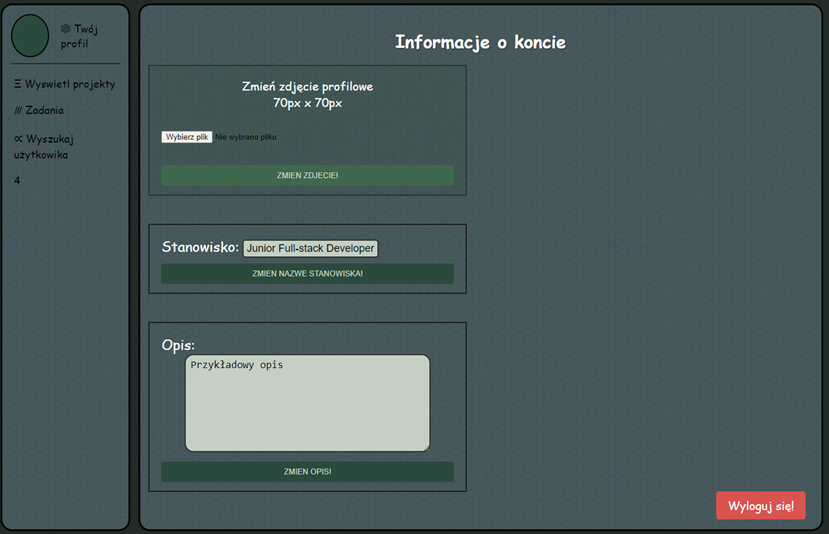 ⚙ Twój
profil
Ξ Wyswietl projekty
/// Zadania
∝ Wyszukaj
użytkowika
4
Informacje o koncie
Zmień zdjęcie profilowe
70px x 70px
Wybierz plik Nie wybrano pliku
ZMIEN ZDJECIE!
Stanowisko: Junior Full-stack Developer
ZMIEN NAZWE STANOWISKA!
Opis:
Przykładowy opis
ZMIEN OPIS!
Wyloguj się!